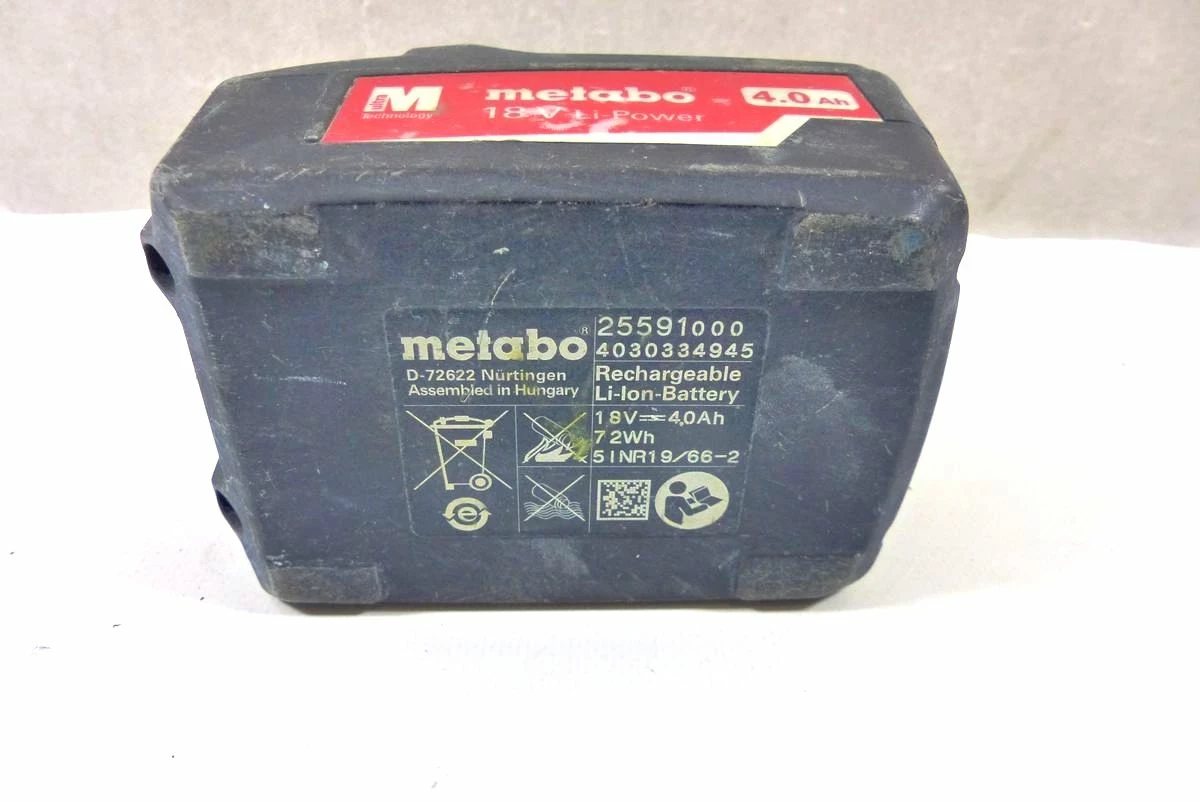 ultra M
Technology
metabo®
18 V Li-Power
4.0 Ah
metabo®
D-72622 Nürtingen
Assembled in Hungary
25591000
4030334945
Rechargeable
Li-Ion-Battery
18V⎓4,0Ah
72Wh
5INR19/66-2
e